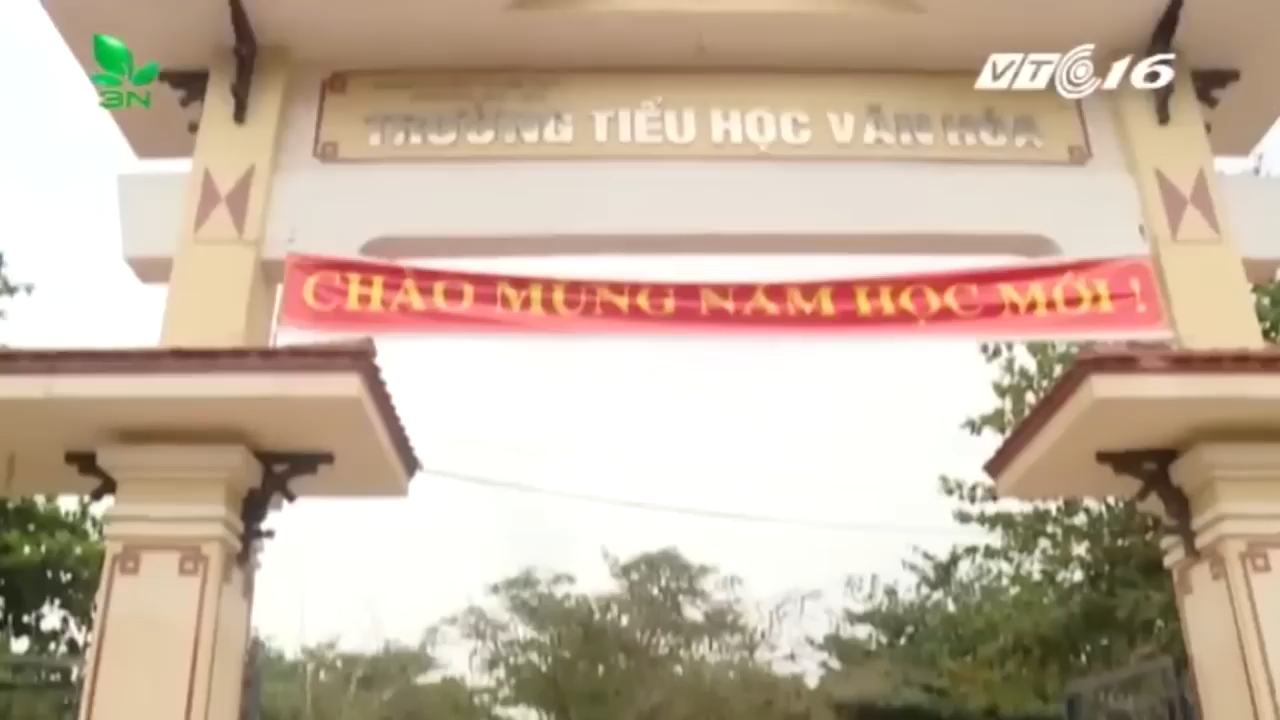 3N
VTC16
TRƯỜNG TIỂU HỌC VĂN HÓA
CHÀO MỪNG NĂM HỌC MỚI !